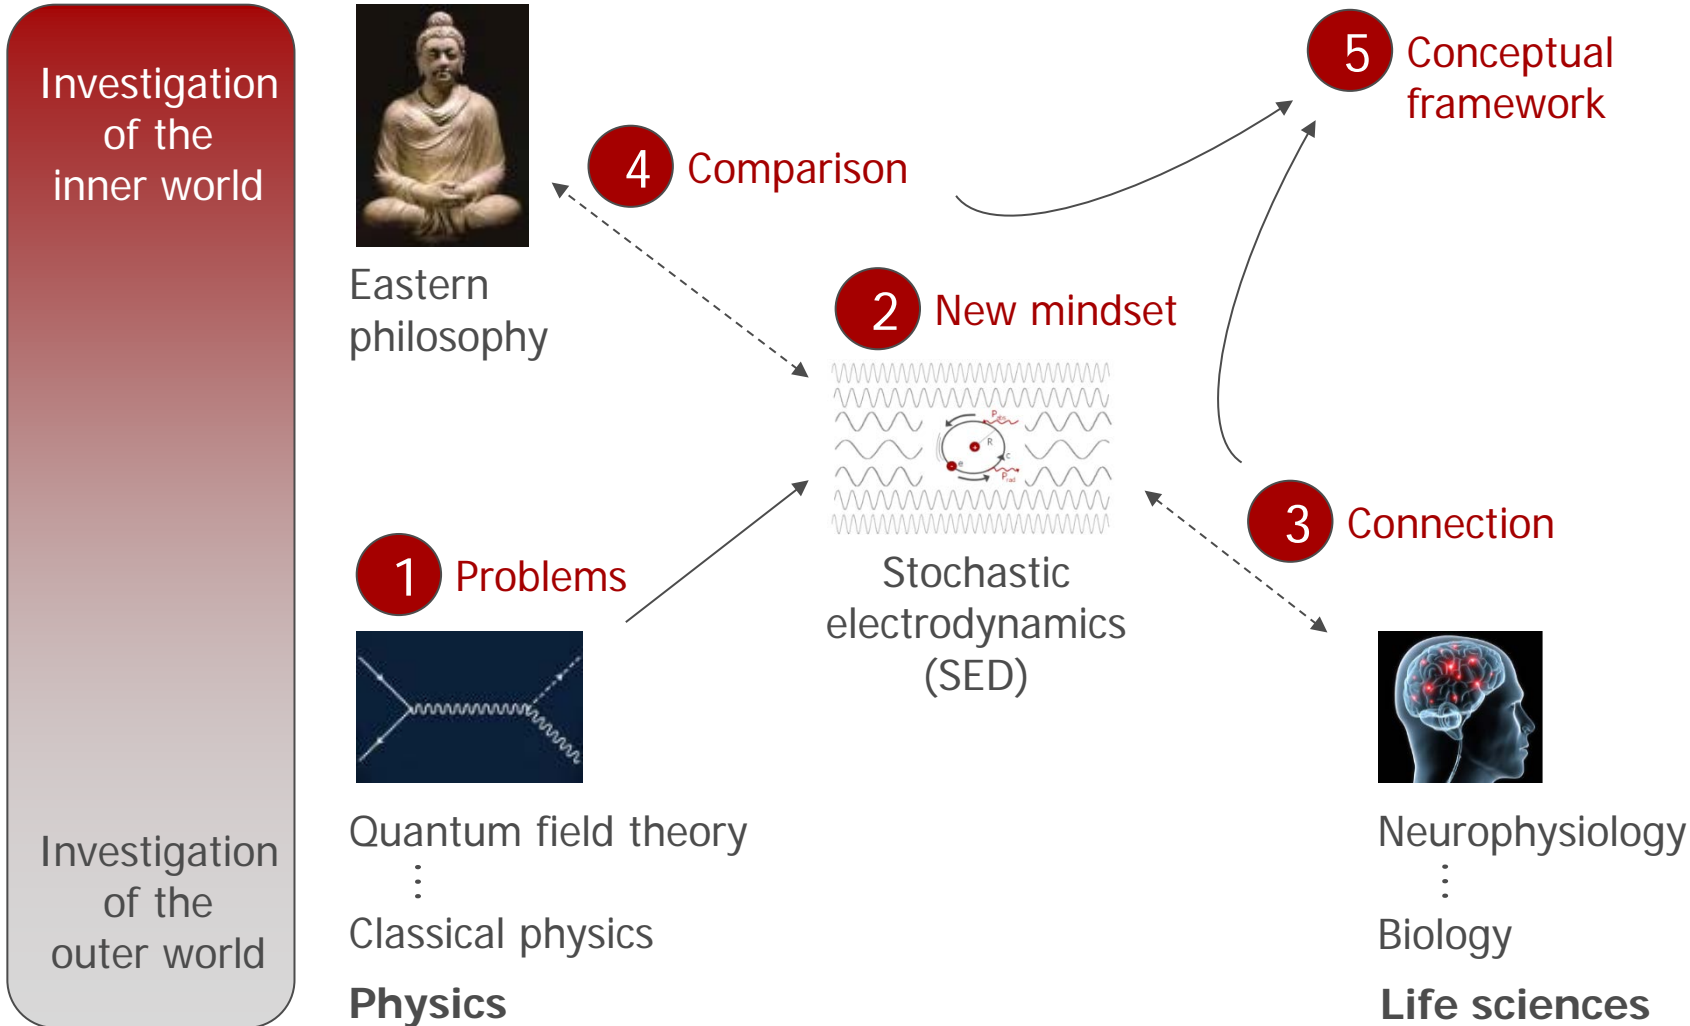 Investigation
of the
inner world
Investigation
of the
outer world
Eastern
philosophy
4 Comparison
5 Conceptual
framework
2 New mindset
R
e
c
Stochastic
electrodynamics
(SED)
1 Problems
3 Connection
Quantum field theory
Classical physics
Physics
Neurophysiology
Biology
Life sciences